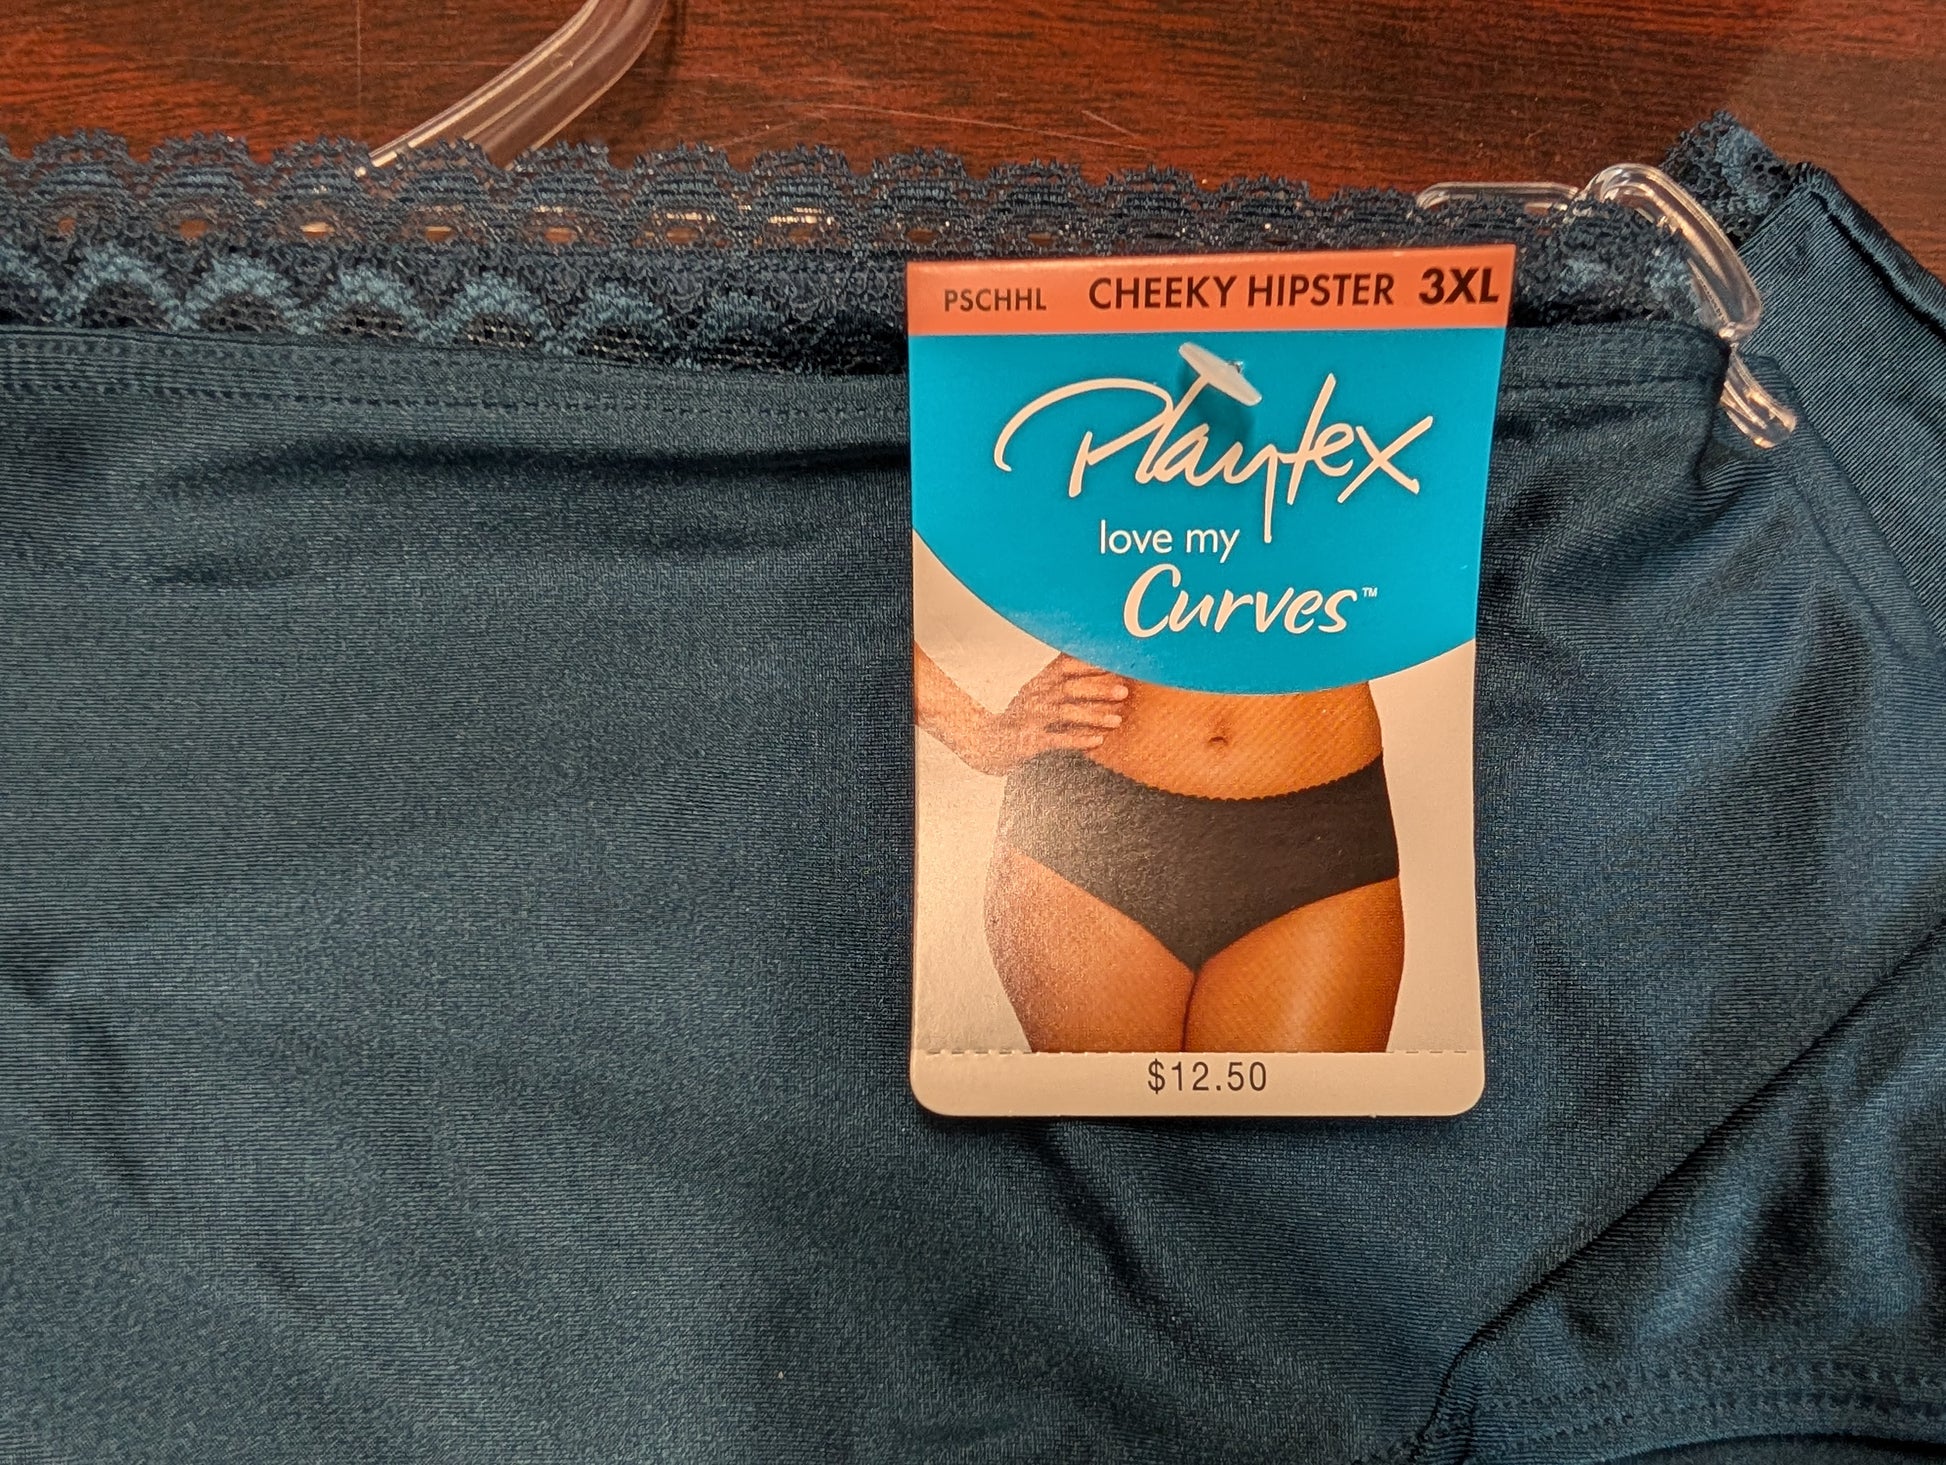 PSCHHL CHEEKY HIPSTER 3XL
Playtex
love my
Curves™
$12.50